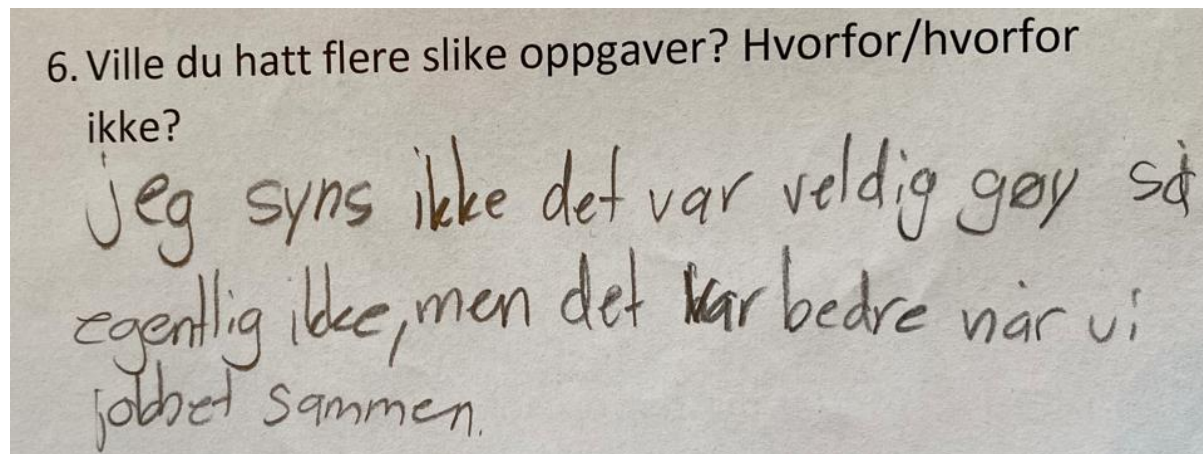 6. Ville du hatt flere slike oppgaver? Hvorfor/hvorfor
ikke?
jeg syns ikke det var veldig gøy så
egentlig ikke, men det var bedre når vi
jobbet sammen.